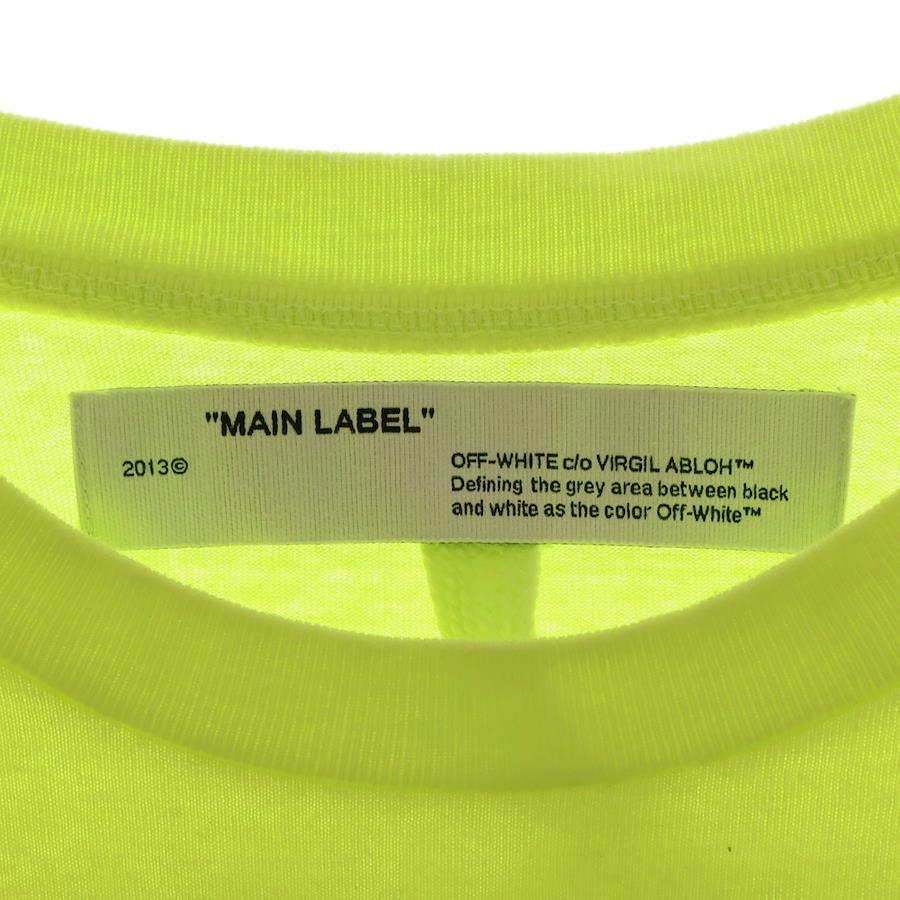 "MAIN LABEL"
2013©
OFF-WHITE c/o VIRGIL ABLOH™
Defining the grey area between black
and white as the color Off-White™